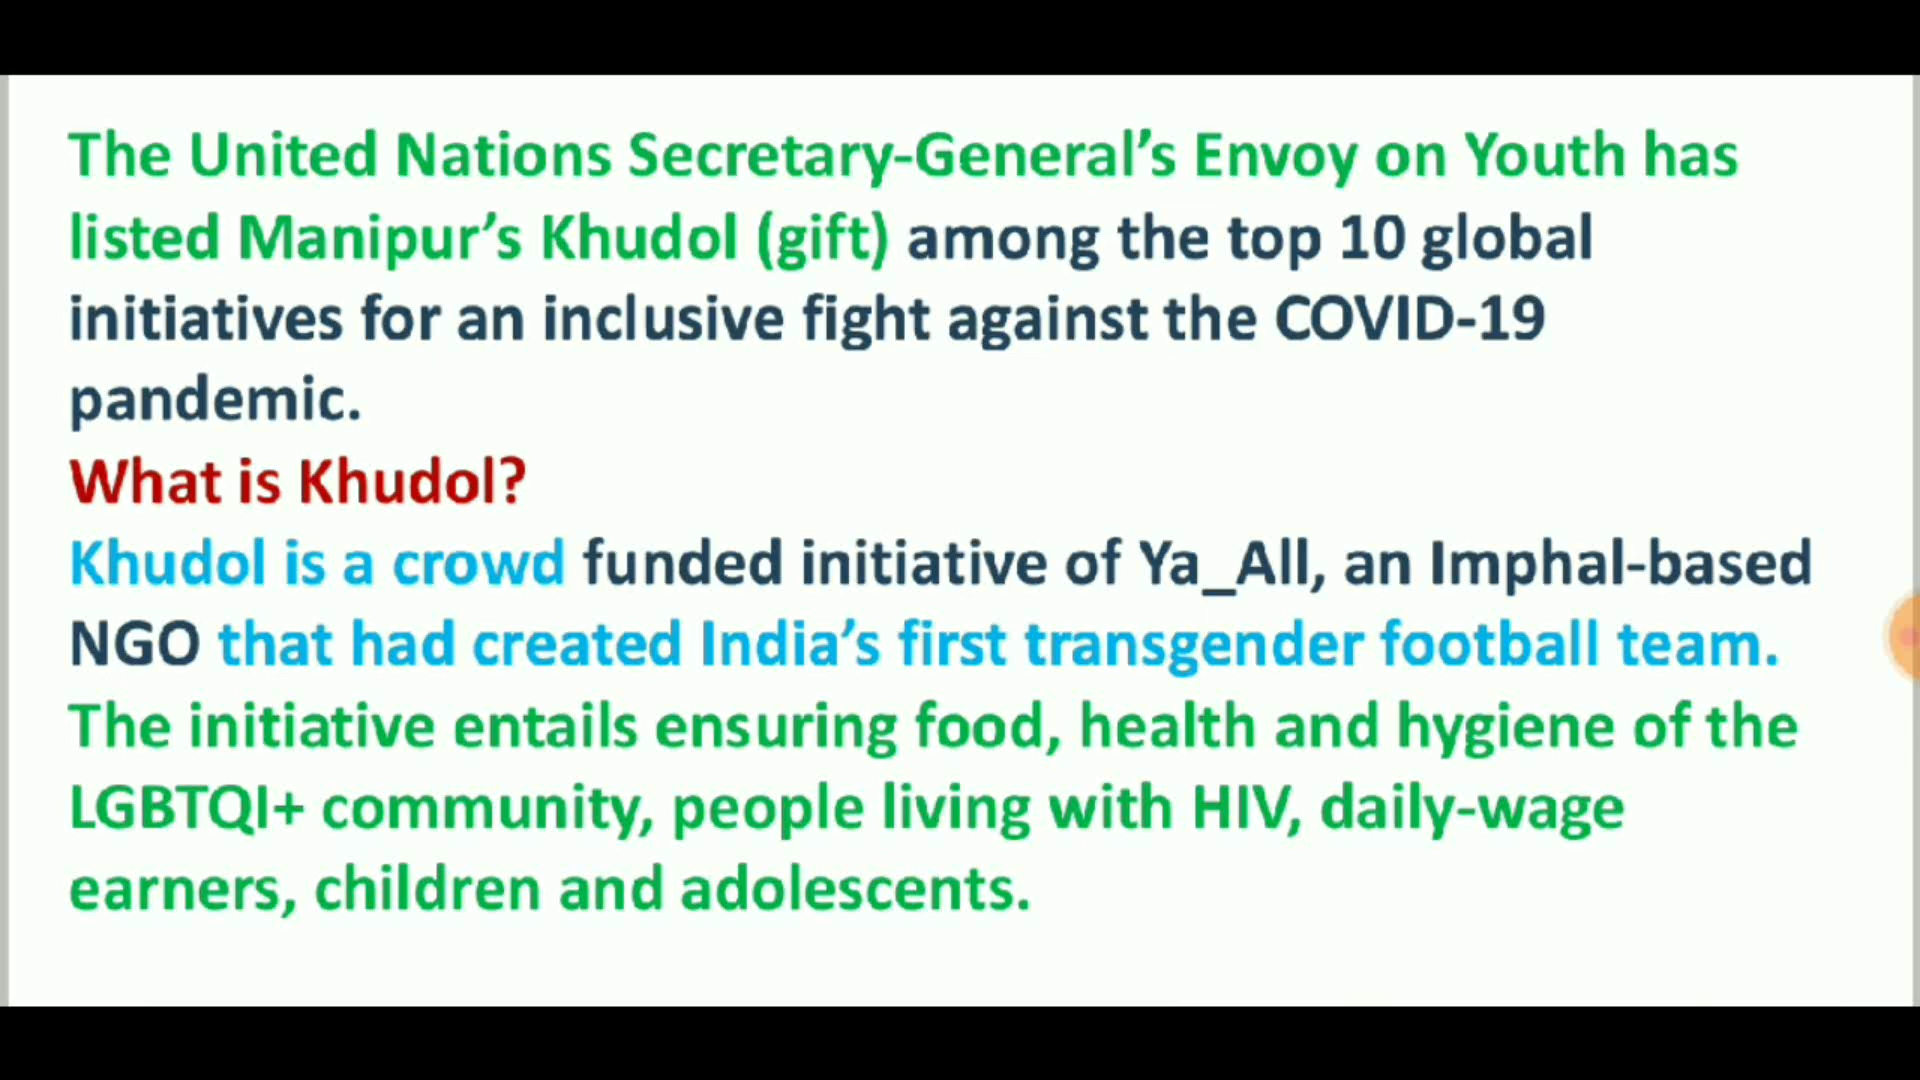 The United Nations Secretary-General’s Envoy on Youth has
listed Manipur’s Khudol (gift) among the top 10 global
initiatives for an inclusive fight against the COVID-19
pandemic.
What is Khudol?
Khudol is a crowd funded initiative of Ya_All, an Imphal-based
NGO that had created India’s first transgender football team.
The initiative entails ensuring food, health and hygiene of the
LGBTQI+ community, people living with HIV, daily-wage
earners, children and adolescents.